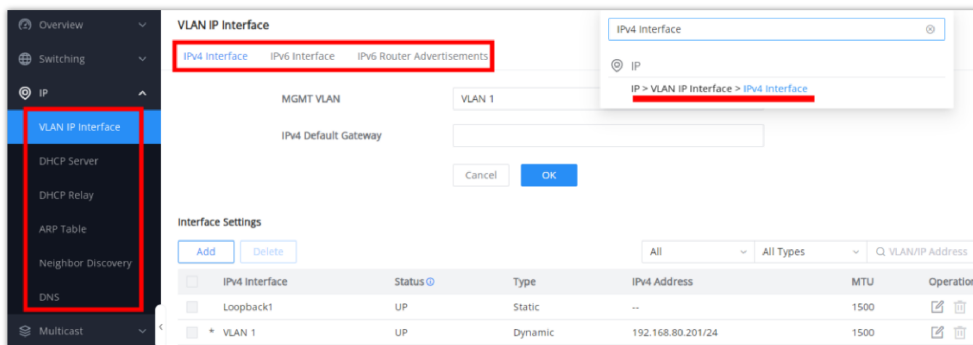 Overview
Switching
IP
VLAN IP Interface
DHCP Server
DHCP Relay
ARP Table
Neighbor Discovery
DNS
Multicast
VLAN IP Interface
IPv4 Interface IPv6 Interface IPv6 Router Advertisements
MGMT VLAN VLAN 1
IPv4 Default Gateway
Cancel OK
IPv4 Interface
IP
IP > VLAN IP Interface > IPv4 Interface
Interface Settings
Add Delete All All Types VLAN/IP Address
IPv4 Interface Status Type IPv4 Address MTU Operation
Loopback1 UP Static -- 1500
* VLAN 1 UP Dynamic 192.168.80.201/24 1500